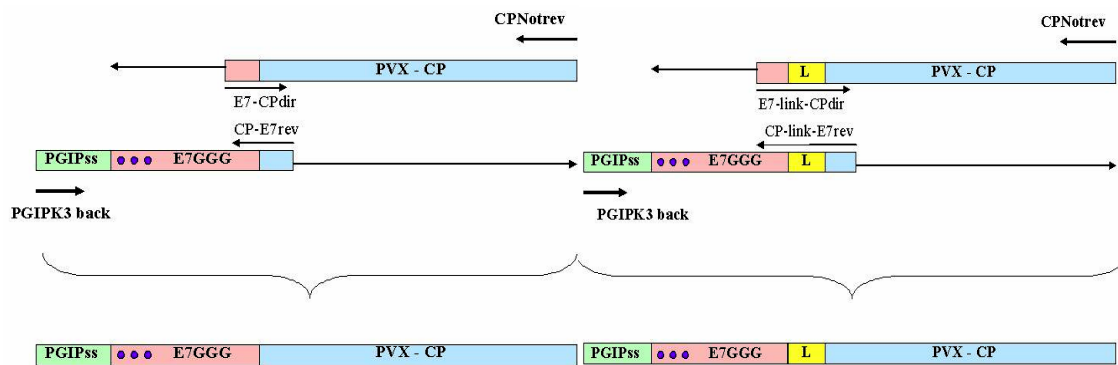 CPNotrev
CPNotrev
PVX - CP
L
PVX - CP
E7-CPdir
E7-link-CPdir
CP-E7rev
CP-link-E7rev
PGIPss
E7GGG
PGIPss
E7GGG
L
PGIPK3 back
PGIPK3 back
PGIPss
E7GGG
PVX - CP
PGIPss
E7GGG
L
PVX - CP